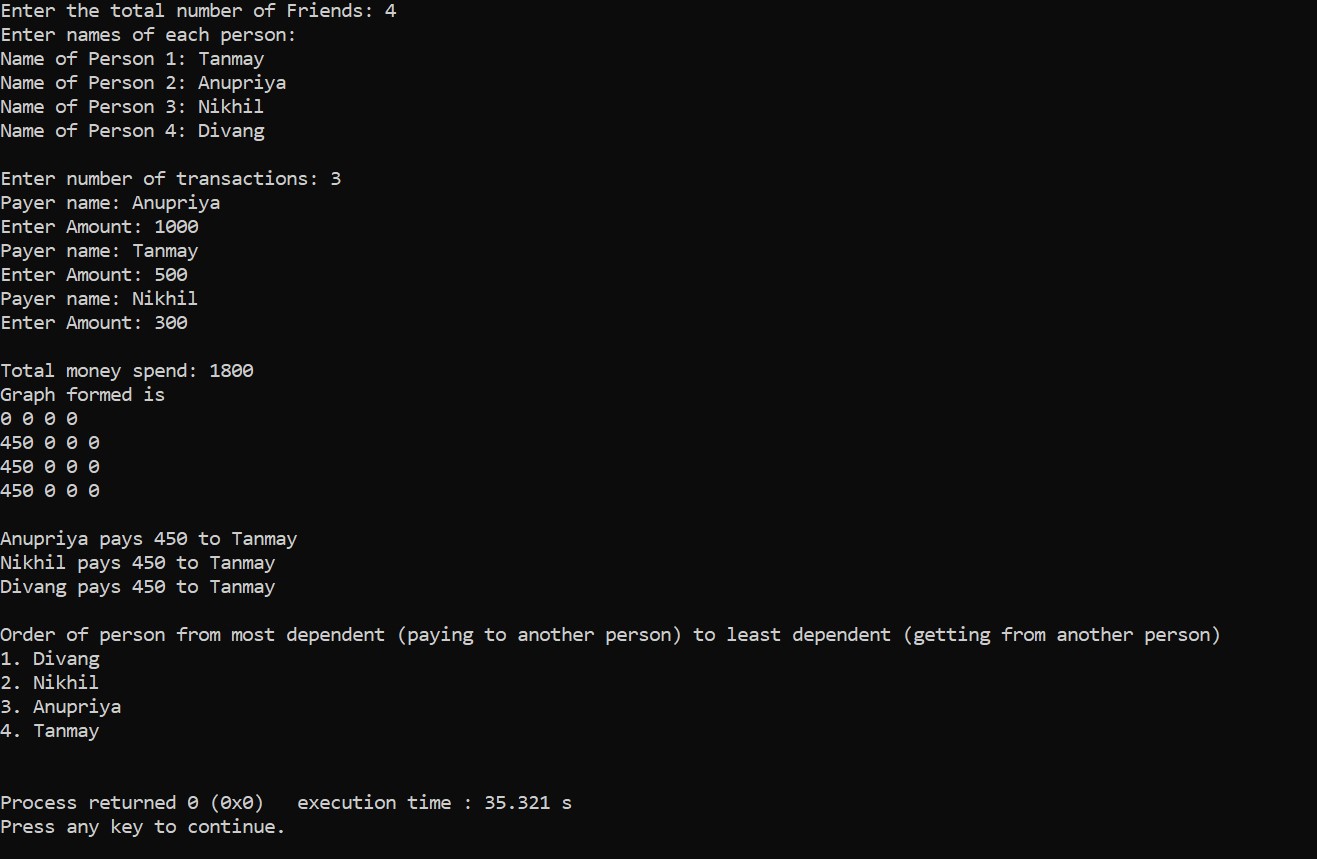 Enter the total number of Friends: 4
Enter names of each person:
Name of Person 1: Tanmay
Name of Person 2: Anupriya
Name of Person 3: Nikhil
Name of Person 4: Divang
Enter number of transactions: 3
Payer name: Anupriya
Enter Amount: 1000
Payer name: Tanmay
Enter Amount: 500
Payer name: Nikhil
Enter Amount: 300
Total money spend: 1800
Graph formed is
0 0 0 0
450 0 0 0
450 0 0 0
450 0 0 0
Anupriya pays 450 to Tanmay
Nikhil pays 450 to Tanmay
Divang pays 450 to Tanmay
Order of person from most dependent (paying to another person) to least dependent (getting from another person)
1. Divang
2. Nikhil
3. Anupriya
4. Tanmay
Process returned 0 (0x0)   execution time : 35.321 s
Press any key to continue.